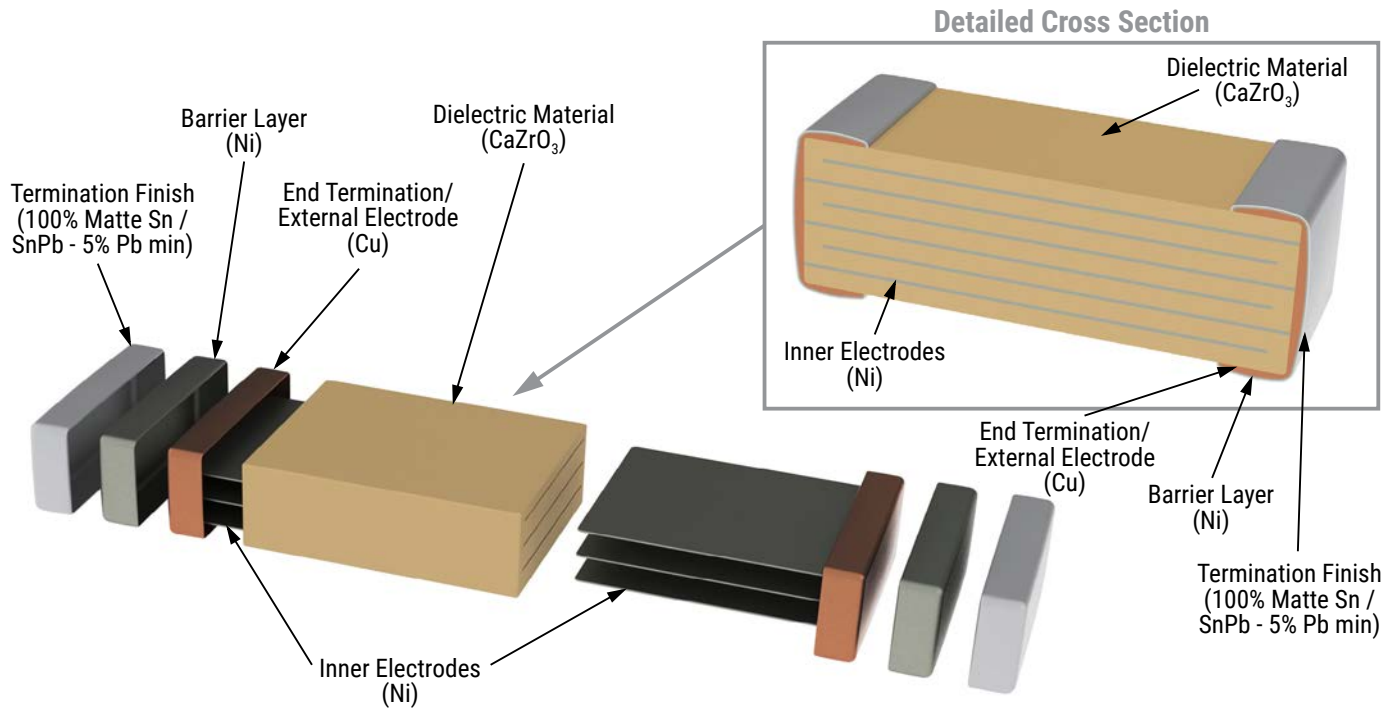 Detailed Cross Section
Dielectric Material
(CaZrO₃)
Barrier Layer
(Ni)
Dielectric Material
(CaZrO₃)
Termination Finish
(100% Matte Sn /
SnPb - 5% Pb min)
End Termination/
External Electrode
(Cu)
Inner Electrodes
(Ni)
End Termination/
External Electrode
(Cu)
Barrier Layer
(Ni)
Termination Finish
(100% Matte Sn /
SnPb - 5% Pb min)
Inner Electrodes
(Ni)